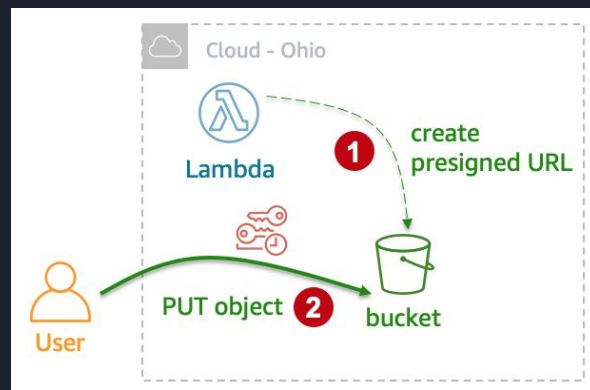 Cloud - Ohio
Lambda
1
create
presigned URL
PUT object
2
bucket
User